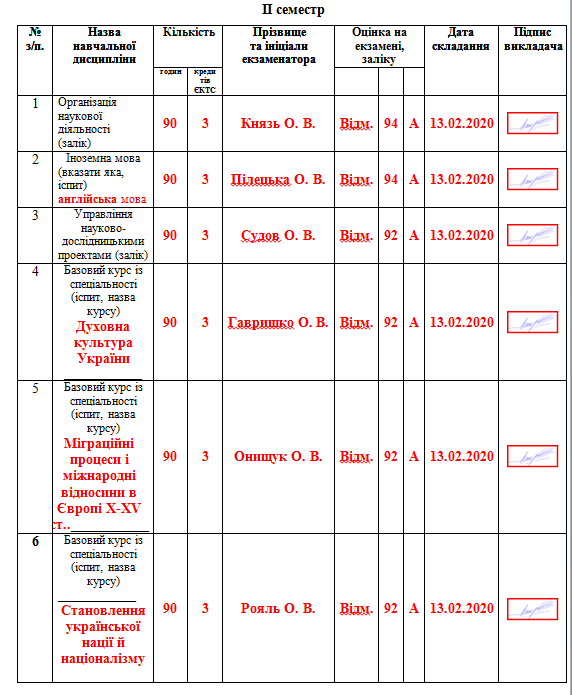 II семестр
№ з/п.
Назва навчальної дисципліни
Кількість
Прізвище та ініціали екзаменатора
Оцінка на екзамені, заліку
Дата складання
Підпис викладача
годин
креди
тів
ЄКТС
1
Організація
наукової
діяльності
(залік)
90 3 Князь О. В. Відм. 94 А 13.02.2020
2
Іноземна мова
(вказати яка,
іспит)
англійська мова
90 3 Пілецька О. В. Відм. 94 А 13.02.2020
3
Управління
науково-
дослідницькими
проектами (залік)
90 3 Судов О. В. Відм. 92 А 13.02.2020
4
Базовий курс із
спеціальності
(іспит, назва
курсу)
Духовна
культура
України
90 3 Гавришко О. В. Відм. 92 А 13.02.2020
5
Базовий курс із
спеціальності
(іспит, назва
курсу)
Міграційні
процеси і
міжнародні
відносини в
Європі X-XV
ст..
90 3 Онищук О. В. Відм. 92 А 13.02.2020
6
Базовий курс із
спеціальності
(іспит, назва
курсу)
Становлення
української
нації й
націоналізму
90 3 Рояль О. В. Відм. 92 А 13.02.2020